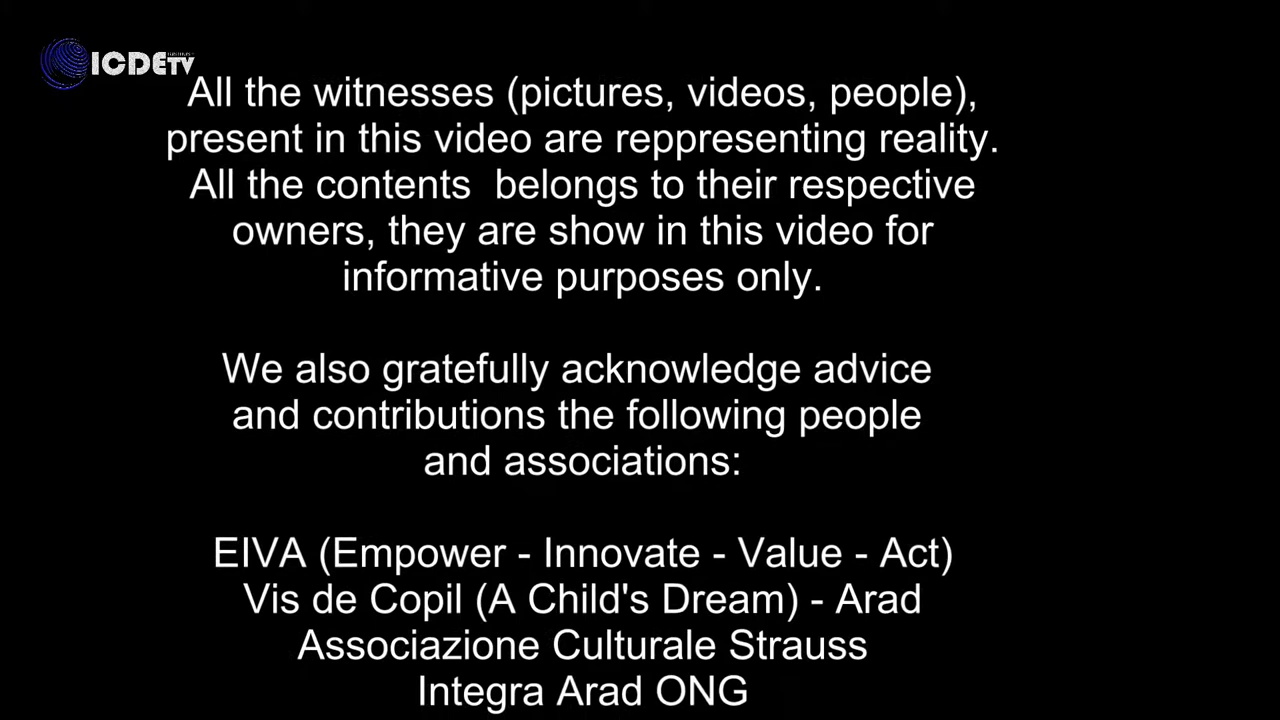 ICDETV
All the witnesses (pictures, videos, people),
present in this video are reppresenting reality.
All the contents  belongs to their respective
owners, they are show in this video for
informative purposes only.
We also gratefully acknowledge advice
and contributions the following people
and associations:
EIVA (Empower - Innovate - Value - Act)
Vis de Copil (A Child's Dream) - Arad
Associazione Culturale Strauss
Integra Arad ONG